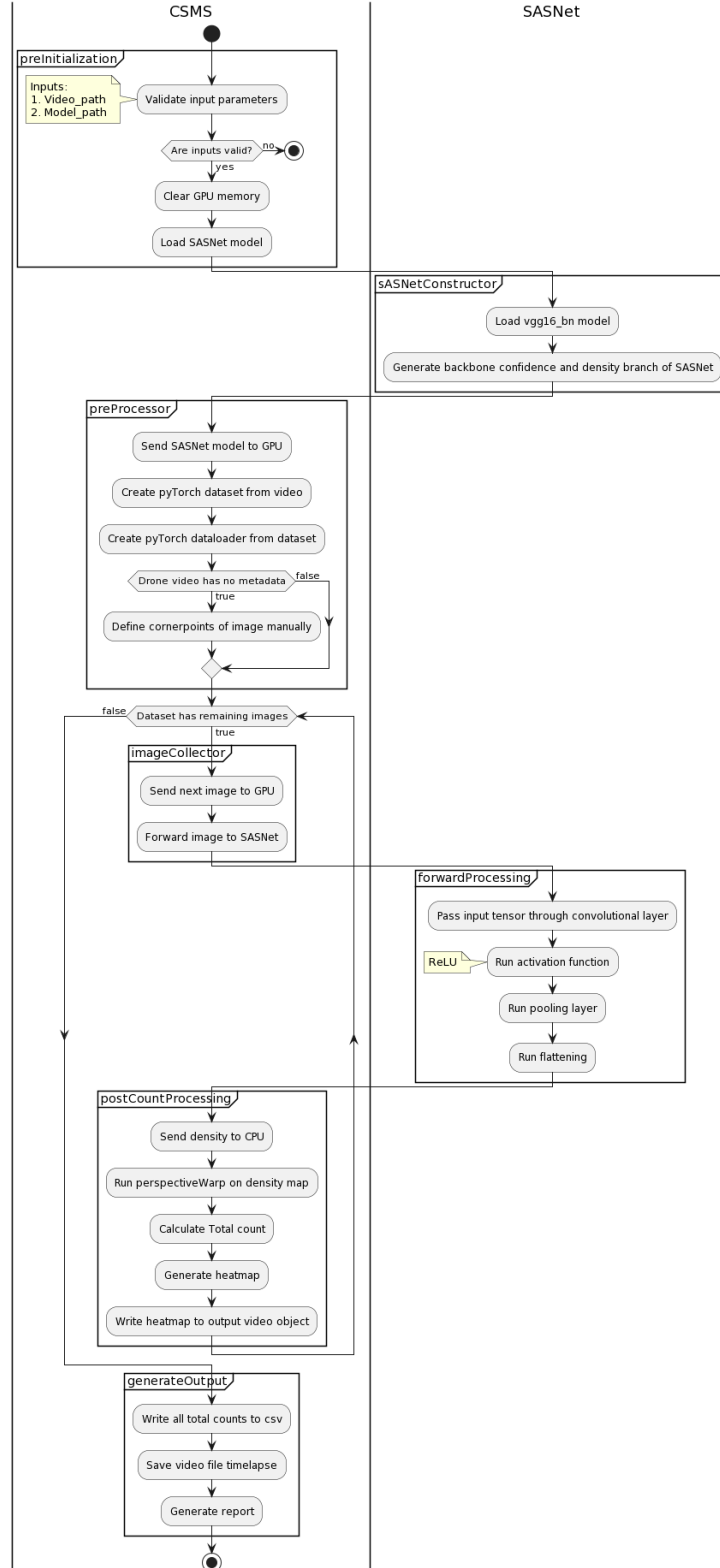 CSMS
SASNet
preInitialization
Inputs:
1. Video_path
2. Model_path
Validate input parameters
Are inputs valid?
no
yes
Clear GPU memory
Load SASNet model
sASNetConstructor
Load vgg16_bn model
Generate backbone confidence and density branch of SASNet
preProcessor
Send SASNet model to GPU
Create pyTorch dataset from video
Create pyTorch dataloader from dataset
Drone video has no metadata
false
true
Define cornerpoints of image manually
false
Dataset has remaining images
true
imageCollector
Send next image to GPU
Forward image to SASNet
forwardProcessing
Pass input tensor through convolutional layer
ReLU
Run activation function
Run pooling layer
Run flattening
postCountProcessing
Send density to CPU
Run perspectiveWarp on density map
Calculate Total count
Generate heatmap
Write heatmap to output video object
generateOutput
Write all total counts to csv
Save video file timelapse
Generate report